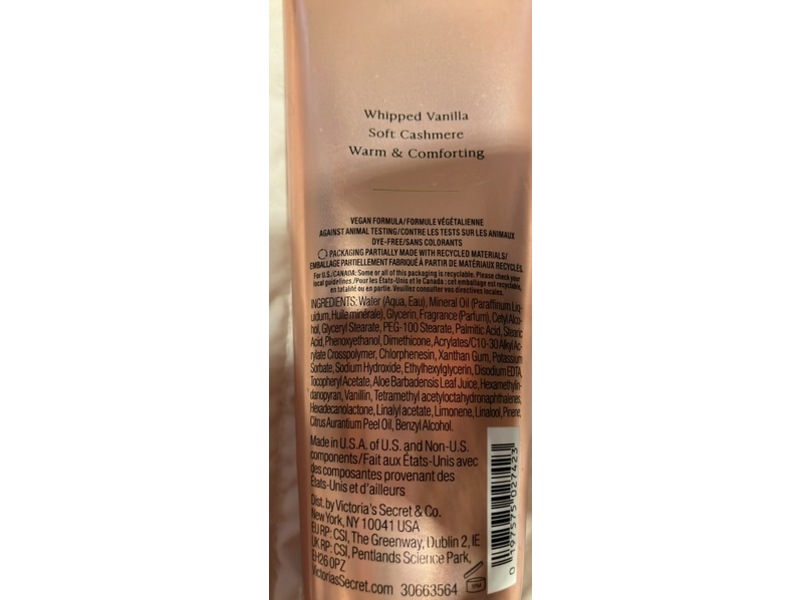 Whipped Vanilla
Soft Cashmere
Warm & Comforting
VEGAN FORMULA/FORMULE VÉGÉTALIENNE
AGAINST ANIMAL TESTING/CONTRE LES TESTS SUR LES ANIMAUX
DYE-FREE/SANS COLORANTS
PACKAGING PARTIALLY MADE WITH RECYCLED MATERIALS/
EMBALLAGE PARTIELLEMENT FABRIQUÉ À PARTIR DE MATÉRIAUX RECYCLÉS
For U.S./CANADA: Some or all of this packaging is recyclable. Please check your
local guidelines./Pour les États-Unis et le Canada : cet emballage est recyclable,
en totalité ou en partie. Veuillez consulter vos directives locales.
INGREDIENTS: Water (Aqua, Eau), Mineral Oil (Paraffinum Liq-
uidum, Huile minérale), Glycerin, Fragrance (Parfum), Cetyl Alco-
hol, Glyceryl Stearate, PEG-100 Stearate, Palmitic Acid, Stearic
Acid, Phenoxyethanol, Dimethicone, Acrylates/C10-30 Alkyl Ac-
rylate Crosspolymer, Chlorphenesin, Xanthan Gum, Potassium
Sorbate, Sodium Hydroxide, Ethylhexylglycerin, Disodium EDTA,
Tocopheryl Acetate, Aloe Barbadensis Leaf Juice, Hexamethylin-
danopyran, Vanillin, Tetramethyl acetyloctahydronaphthalenes,
Hexadecanolactone, Linalyl acetate, Limonene, Linalool, Pinene,
Citrus Aurantium Peel Oil, Benzyl Alcohol.
Made in U.S.A. of U.S. and Non-U.S.
components/Fait aux États-Unis avec
des composantes provenant des
États-Unis et d'ailleurs
Dist. by Victoria's Secret & Co.
New York, NY 10041 USA
EU RP: CSI, The Greenway, Dublin 2, IE
UK RP: CSI, Pentlands Science Park,
EH26 0PZ
VictoriasSecret.com 30663564
0 197575 027423